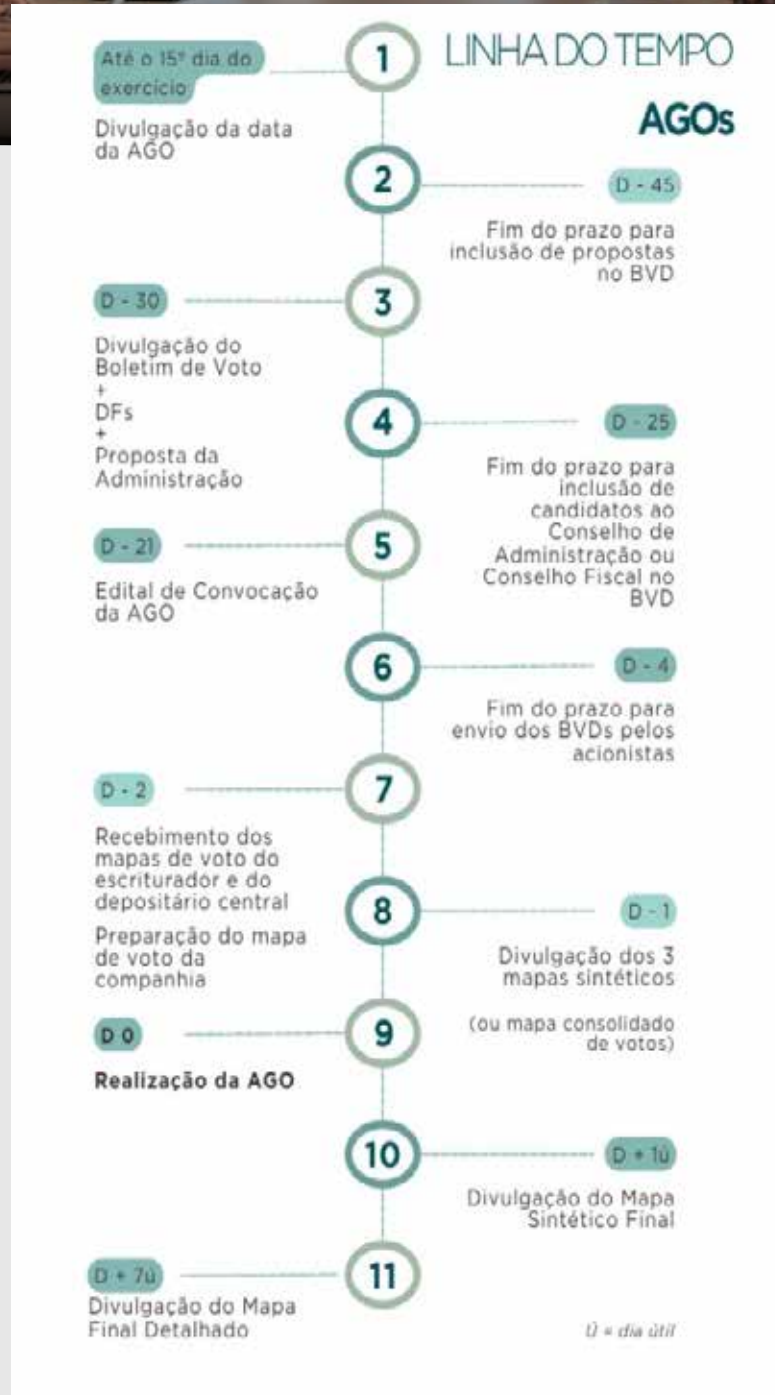 LINHA DO TEMPO
AGOs
1
Até o 15º dia do
exercício
Divulgação da data
da AGO
2
D - 45
Fim do prazo para
inclusão de propostas
no BVD
3
D - 30
Divulgação do
Boletim de Voto
+
DFs
+
Proposta da
Administração
4
D - 25
Fim do prazo para
inclusão de
candidatos ao
Conselho de
Administração ou
Conselho Fiscal no
BVD
5
D - 21
Edital de Convocação
da AGO
6
D - 4
Fim do prazo para
envio dos BVDs pelos
acionistas
7
D - 2
Recebimento dos
mapas de voto do
escriturador e do
depositário central
Preparação do mapa
de voto da
companhia
8
D - 1
Divulgação dos 3
mapas sintéticos
(ou mapa consolidado
de votos)
9
D 0
Realização da AGO
10
D + 1ú
Divulgação do Mapa
Sintético Final
11
D + 7ú
Divulgação do Mapa
Final Detalhado
Ú = dia útil